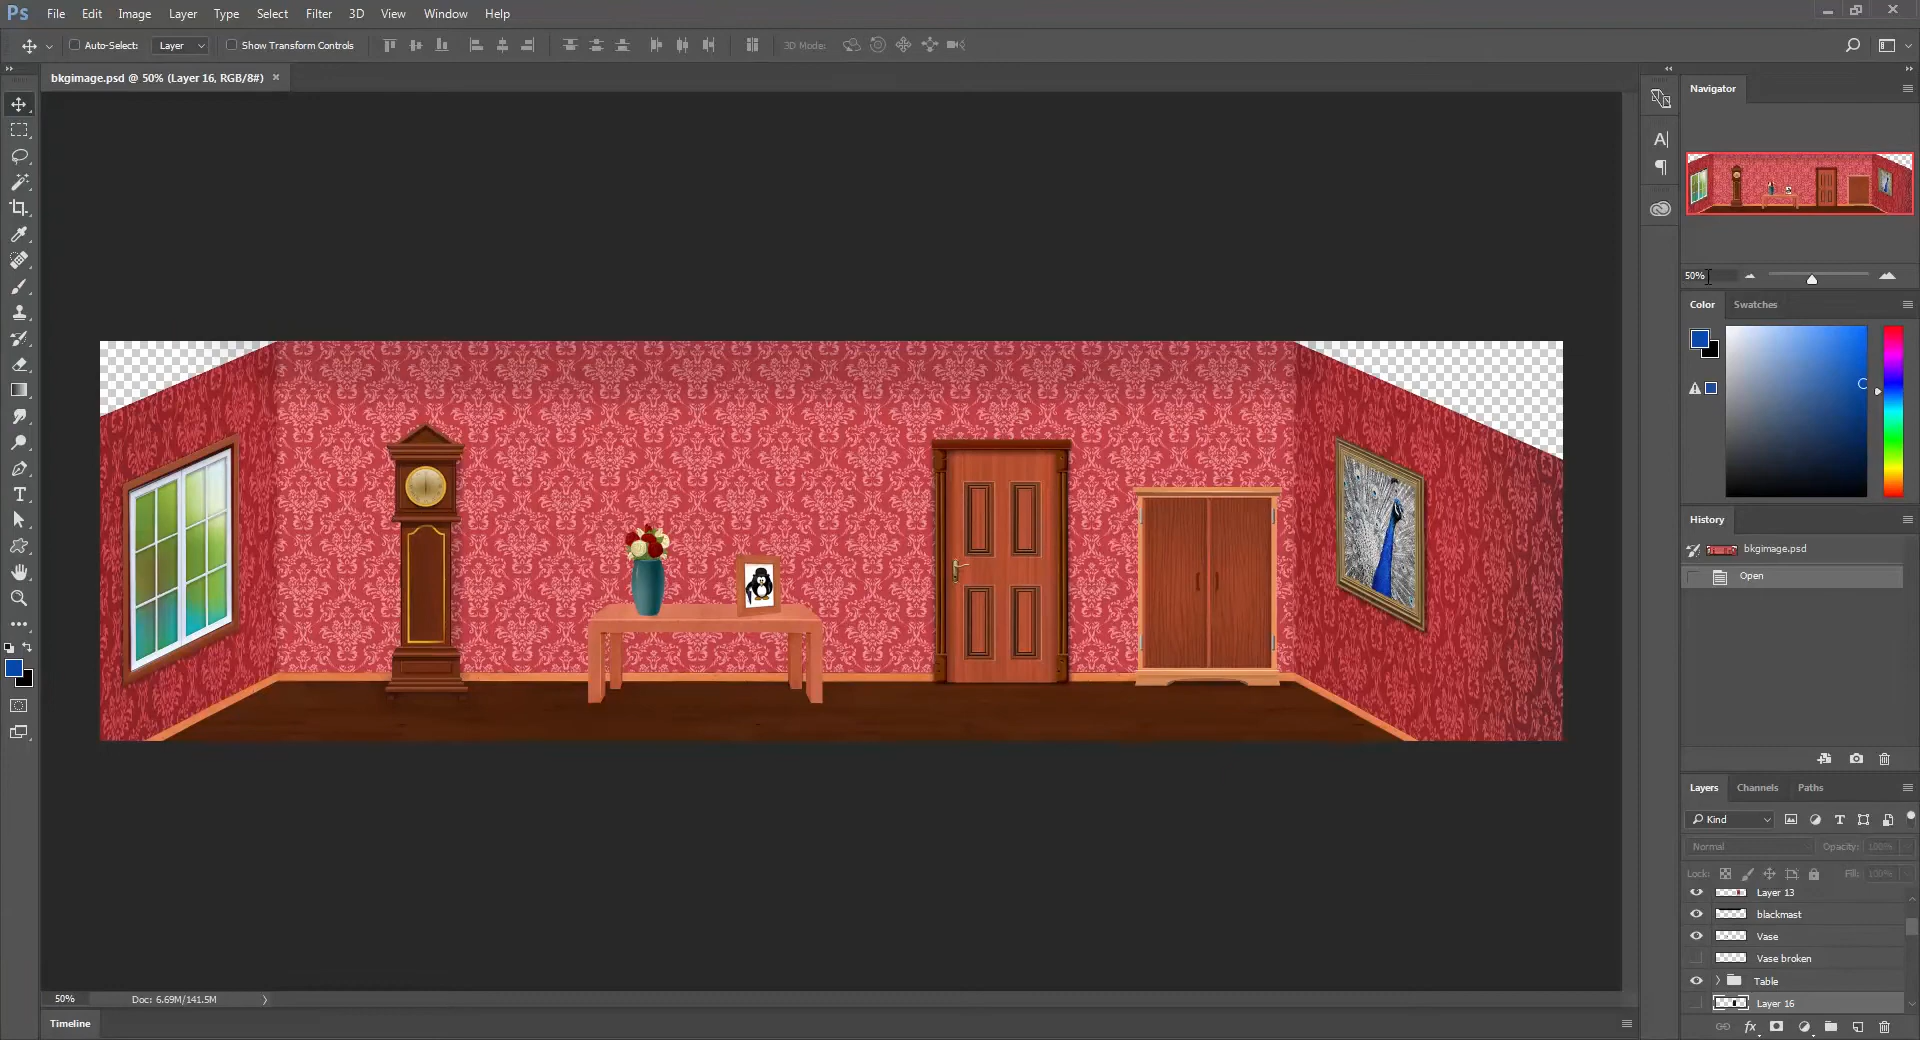 Ps File Edit Image Layer Type Select Filter 3D View Window Help
Auto-Select: Layer Show Transform Controls 3D Mode:
bkgimage.psd @ 50% (Layer 16, RGB/8#) ×
Navigator
50%
Color Swatches
History
bkgimage.psd
Open
Layers Channels Paths
Kind
Normal Opacity: 100%
Lock: Fill: 100%
Layer 13
blackmast
Vase
Vase broken
Table
Layer 16
fx
50% Doc: 6.69M/141.5M
Timeline